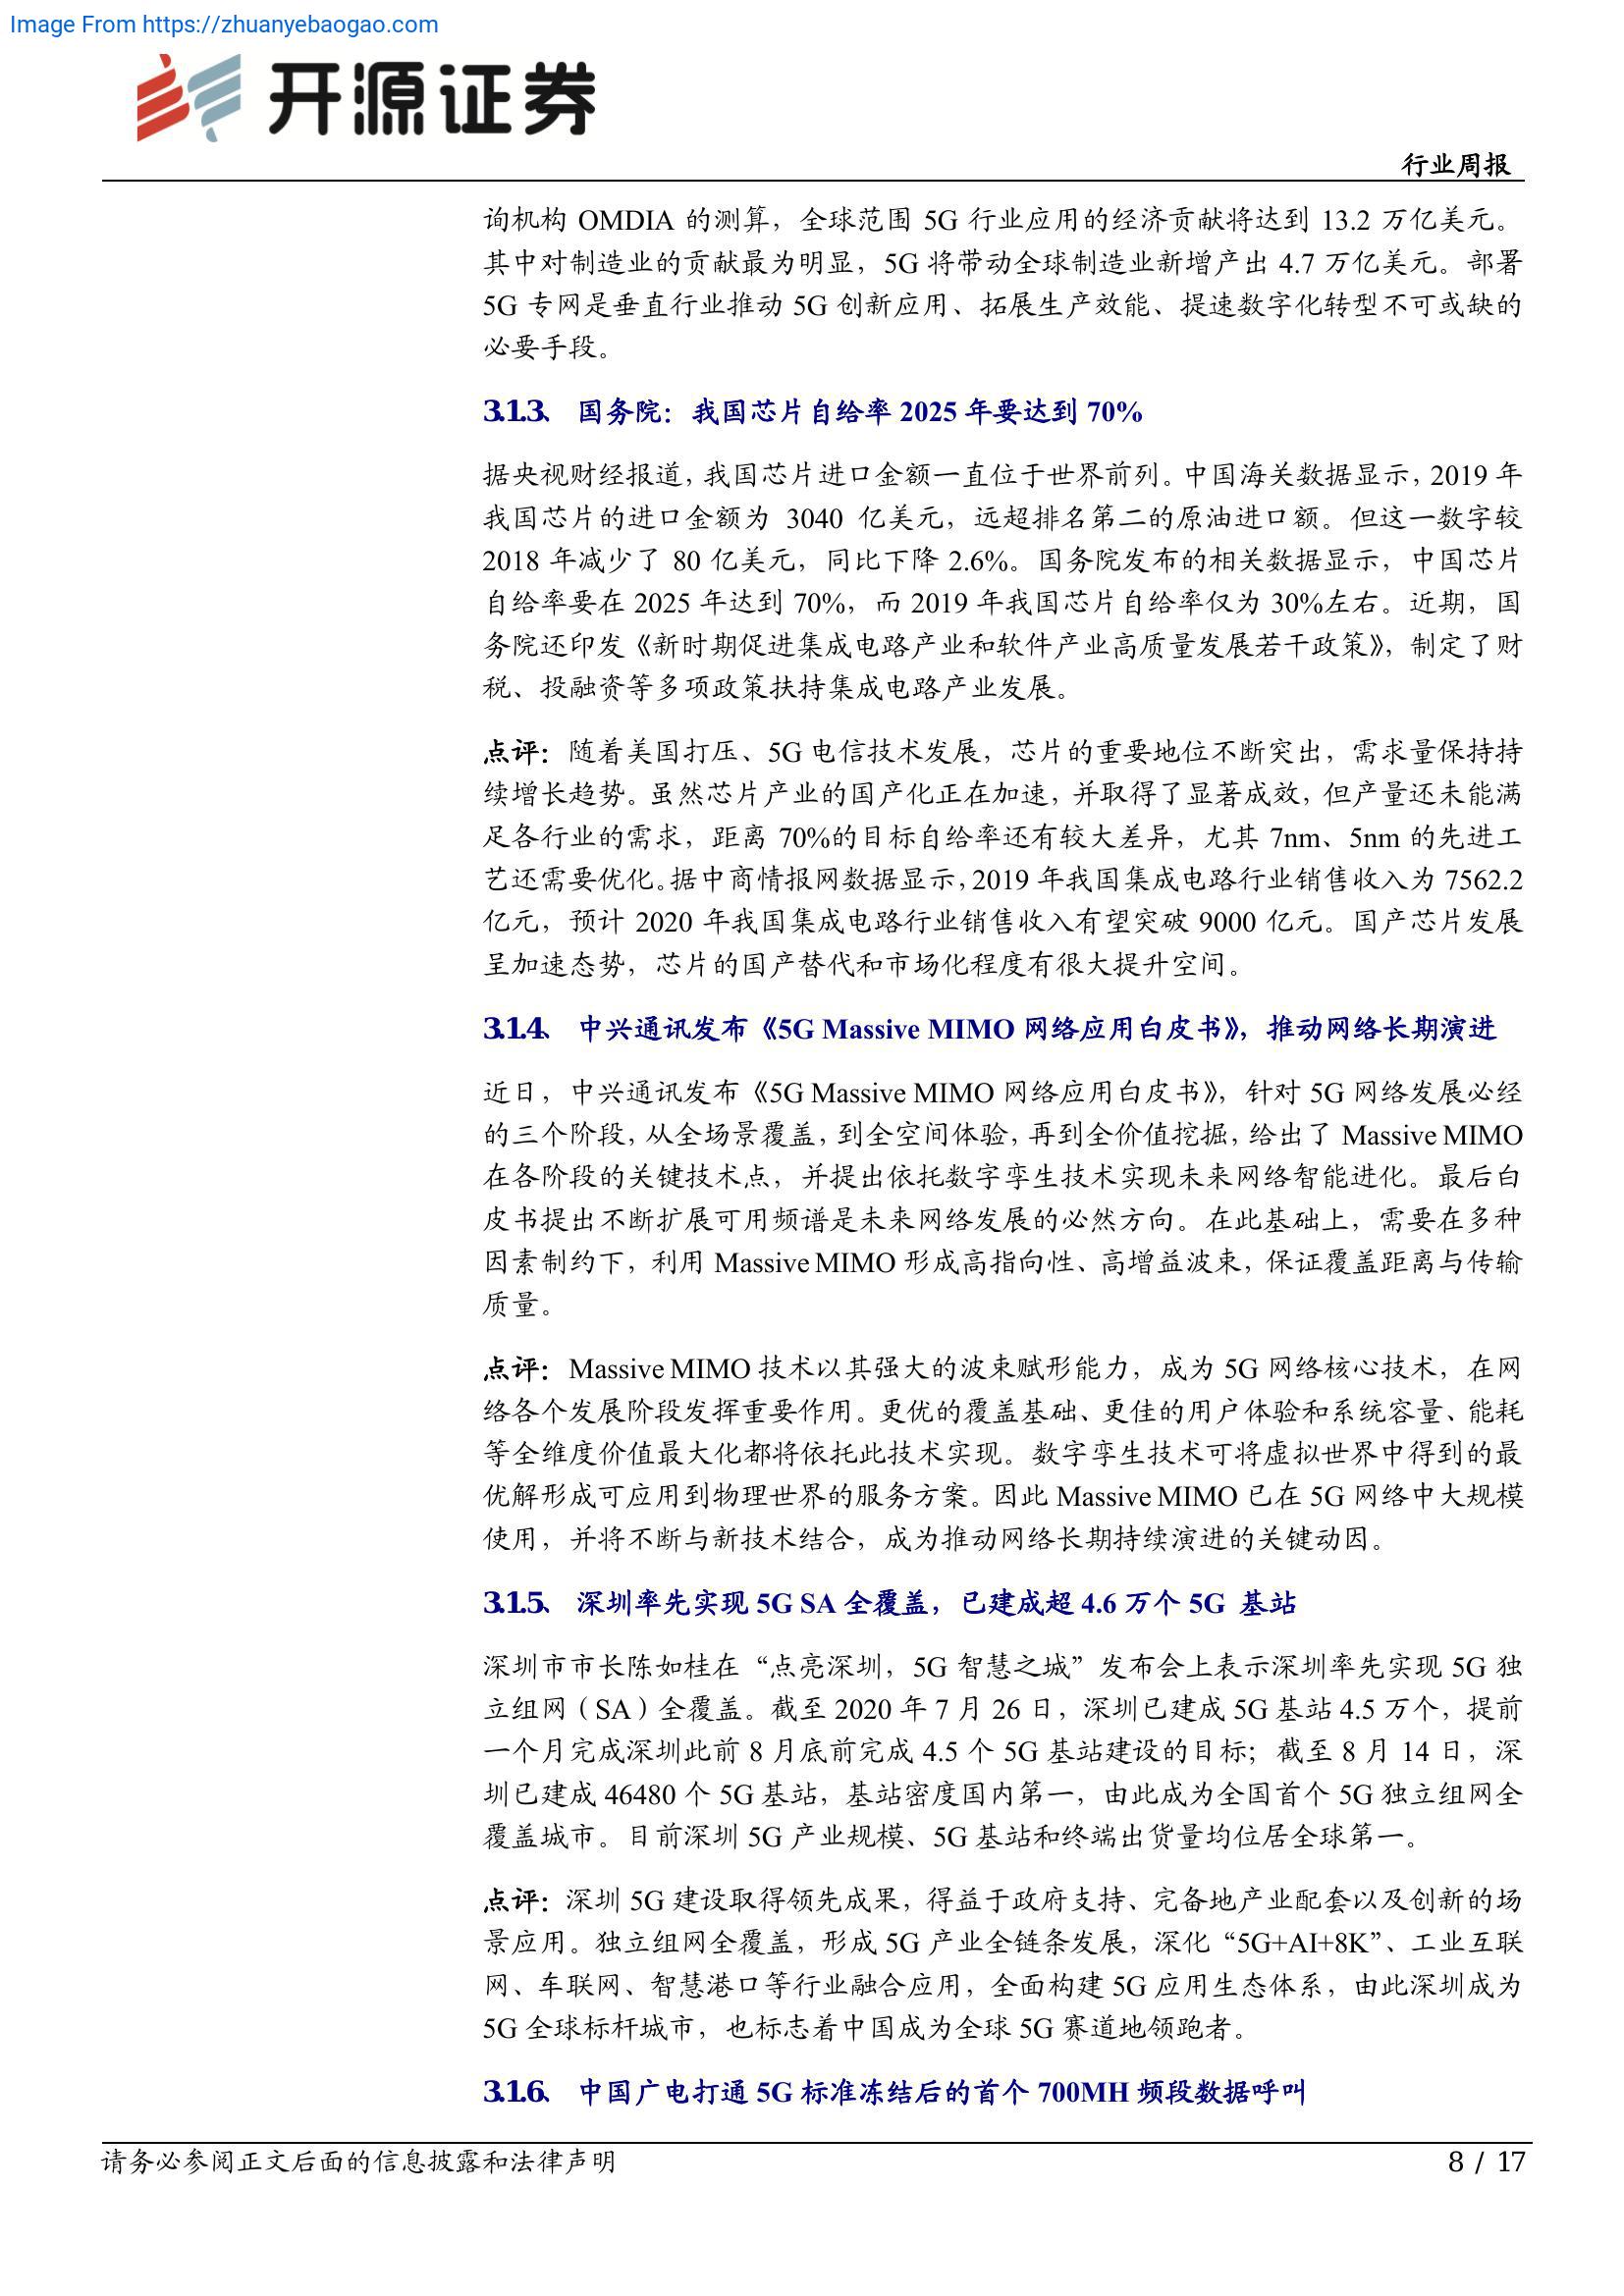 Image From https://zhuanyebaogao.com
开源证券
行业周报
询机构 OMDIA 的测算，全球范围 5G 行业应用的经济贡献将达到 13.2 万亿美元。
其中对制造业的贡献最为明显，5G 将带动全球制造业新增产出 4.7 万亿美元。部署
5G 专网是垂直行业推动 5G 创新应用、拓展生产效能、提速数字化转型不可或缺的
必要手段。
3.1.3、 国务院：我国芯片自给率 2025 年要达到 70%
据央视财经报道，我国芯片进口金额一直位于世界前列。中国海关数据显示，2019 年
我国芯片的进口金额为 3040 亿美元，远超排名第二的原油进口额。但这一数字较
2018 年减少了 80 亿美元，同比下降 2.6%。国务院发布的相关数据显示，中国芯片
自给率要在 2025 年达到 70%，而 2019 年我国芯片自给率仅为 30%左右。近期，国
务院还印发《新时期促进集成电路产业和软件产业高质量发展若干政策》，制定了财
税、投融资等多项政策扶持集成电路产业发展。
点评：随着美国打压、5G 电信技术发展，芯片的重要地位不断突出，需求量保持持
续增长趋势。虽然芯片产业的国产化正在加速，并取得了显著成效，但产量还未能满
足各行业的需求，距离 70%的目标自给率还有较大差异，尤其 7nm、5nm 的先进工
艺还需要优化。据中商情报网数据显示，2019 年我国集成电路行业销售收入为 7562.2
亿元，预计 2020 年我国集成电路行业销售收入有望突破 9000 亿元。国产芯片发展
呈加速态势，芯片的国产替代和市场化程度有很大提升空间。
3.1.4、 中兴通讯发布《5G Massive MIMO 网络应用白皮书》，推动网络长期演进
近日，中兴通讯发布《5G Massive MIMO 网络应用白皮书》，针对 5G 网络发展必经
的三个阶段，从全场景覆盖，到全空间体验，再到全价值挖掘，给出了 Massive MIMO
在各阶段的关键技术点，并提出依托数字孪生技术实现未来网络智能进化。最后白
皮书提出不断扩展可用频谱是未来网络发展的必然方向。在此基础上，需要在多种
因素制约下，利用 Massive MIMO 形成高指向性、高增益波束，保证覆盖距离与传输
质量。
点评：Massive MIMO 技术以其强大的波束赋形能力，成为 5G 网络核心技术，在网
络各个发展阶段发挥重要作用。更优的覆盖基础、更佳的用户体验和系统容量、能耗
等全维度价值最大化都将依托此技术实现。数字孪生技术可将虚拟世界中得到的最
优解形成可应用到物理世界的服务方案。因此 Massive MIMO 已在 5G 网络中大规模
使用，并将不断与新技术结合，成为推动网络长期持续演进的关键动因。
3.1.5、 深圳率先实现 5G SA 全覆盖，已建成超 4.6 万个 5G 基站
深圳市市长陈如桂在“点亮深圳，5G 智慧之城”发布会上表示深圳率先实现 5G 独
立组网（SA）全覆盖。截至 2020 年 7 月 26 日，深圳已建成 5G 基站 4.5 万个，提前
一个月完成深圳此前 8 月底前完成 4.5 个 5G 基站建设的目标；截至 8 月 14 日，深
圳已建成 46480 个 5G 基站，基站密度国内第一，由此成为全国首个 5G 独立组网全
覆盖城市。目前深圳 5G 产业规模、5G 基站和终端出货量均位居全球第一。
点评：深圳 5G 建设取得领先成果，得益于政府支持、完备地产业配套以及创新的场
景应用。独立组网全覆盖，形成 5G 产业全链条发展，深化“5G+AI+8K”、工业互联
网、车联网、智慧港口等行业融合应用，全面构建 5G 应用生态体系，由此深圳成为
5G 全球标杆城市，也标志着中国成为全球 5G 赛道地领跑者。
3.1.6、 中国广电打通 5G 标准冻结后的首个 700MH 频段数据呼叫
请务必参阅正文后面的信息披露和法律声明
8 / 17